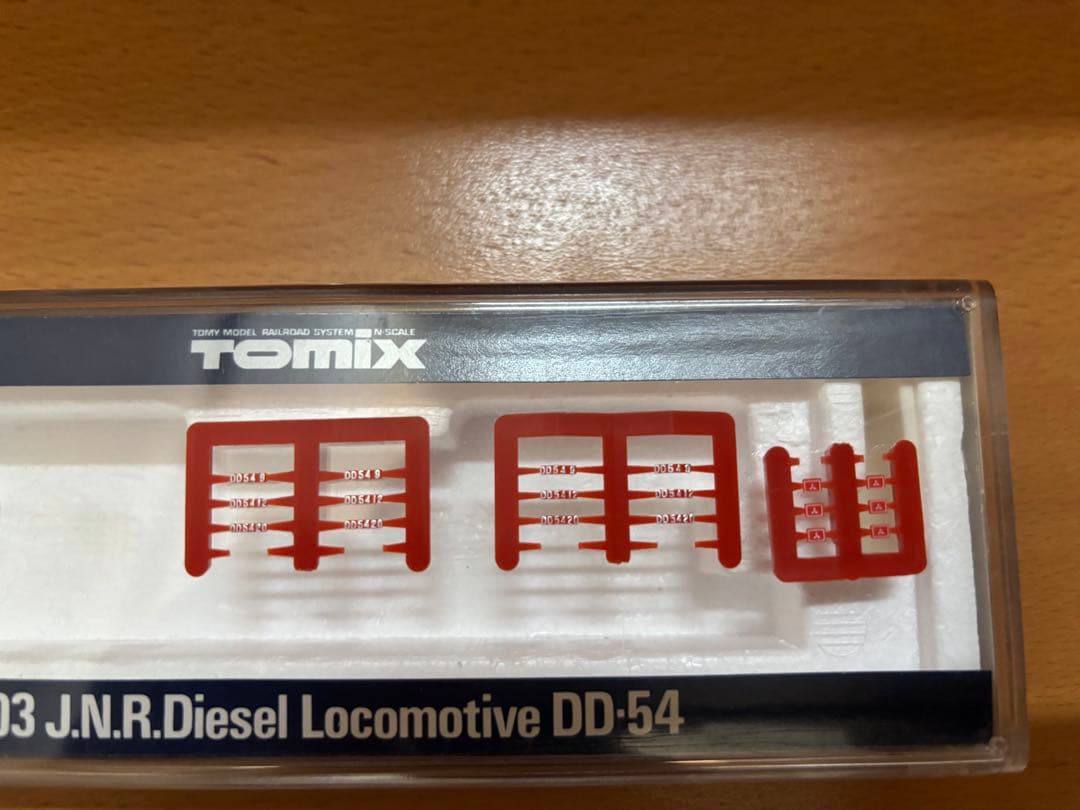 TOMY MODEL RAILROAD SYSTEM N-SCALE
TOMIX
DD54 9 DD54 9 DD54 9 DD54 9
DD5412 DD5412 DD5412 DD5412
DD5420 DD5420 DD5420 DD5420
03 J.N.R.Diesel Locomotive DD-54